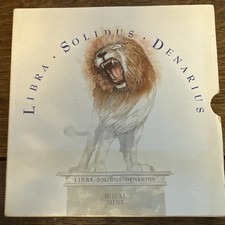 LIBRA · SOLIDUS · DENARIUS
LIBRA · SOLIDUS · DENARIUS
ROYAL
MINT